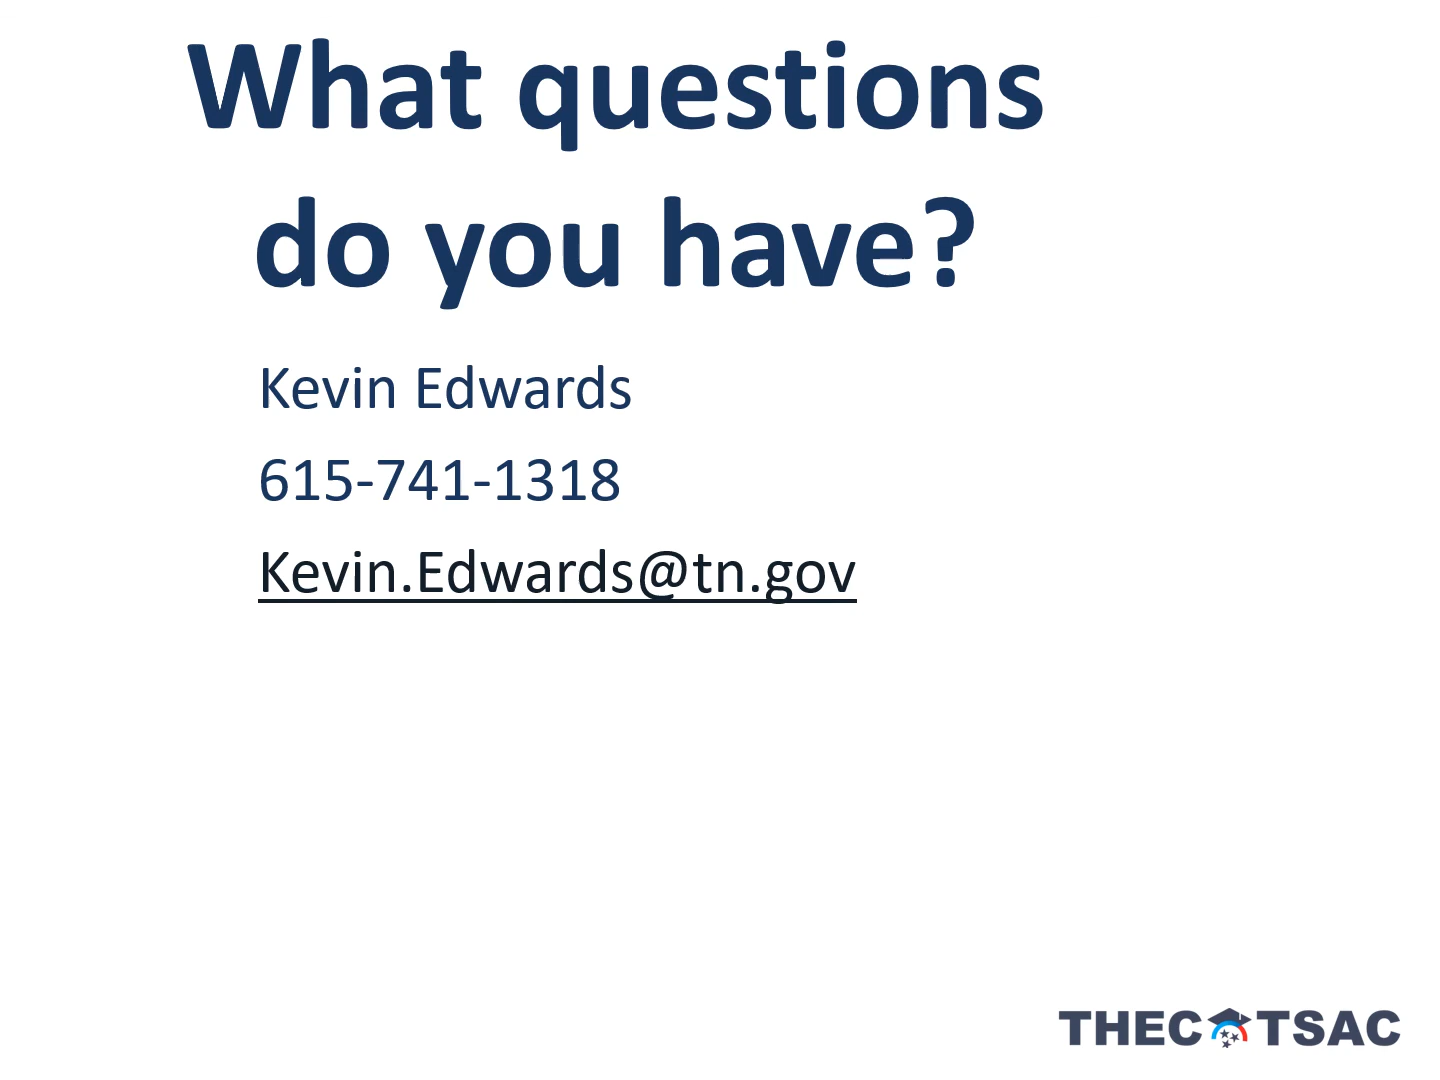 What questions
do you have?
Kevin Edwards
615-741-1318
Kevin.Edwards@tn.gov
THEC TSAC